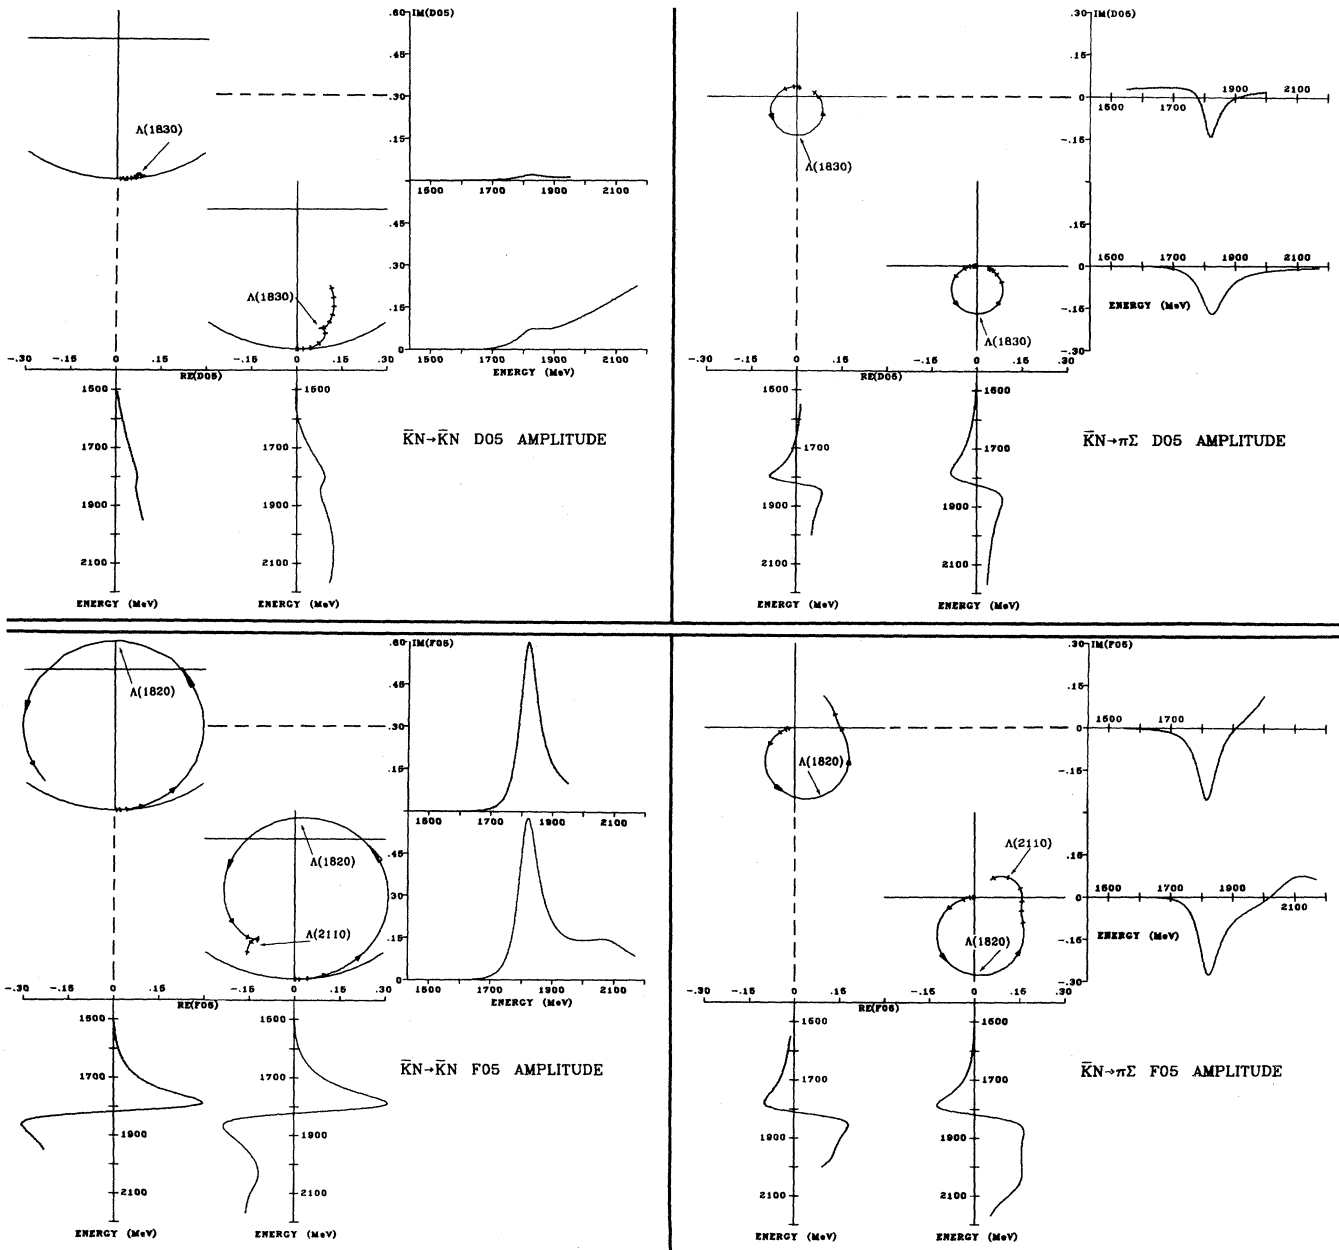 .60 IM(D05)
.45
.30
.15
0
Λ(1830)
1500 1700 1900 2100
.45
.30
.15
0
Λ(1830)
1500 1700 1900 2100
ENERGY (MeV)
-.30 -.15 0 .15 -.15 0 .15 .30
RE(D05)
1500
1700
1900
2100
ENERGY (MeV)
1500
1700
1900
2100
ENERGY (MeV)
K̄N→K̄N D05 AMPLITUDE
.30 IM(D05)
.15
0
-.15
Λ(1830)
1500 1700 1900 2100
.15
0
-.15
-.30
Λ(1830)
1500 1700 1900 2100
ENERGY (MeV)
-.30 -.15 0 .15 -.15 0 .15 .30
RE(D05)
1500
1700
1900
2100
ENERGY (MeV)
1500
1700
1900
2100
ENERGY (MeV)
K̄N→πΣ D05 AMPLITUDE
.60 IM(F05)
.45
.30
.15
0
Λ(1820)
1500 1700 1900 2100
.45
.30
.15
0
Λ(1820)
Λ(2110)
1500 1700 1900 2100
ENERGY (MeV)
-.30 -.15 0 .15 -.15 0 .15 .30
RE(F05)
1500
1700
1900
2100
ENERGY (MeV)
1500
1700
1900
2100
ENERGY (MeV)
K̄N→K̄N F05 AMPLITUDE
.30 IM(F05)
.15
0
-.15
Λ(1820)
1500 1700 1900 2100
.15
0
-.15
-.30
Λ(2110)
Λ(1820)
1500 1700 1900 2100
ENERGY (MeV)
-.30 -.15 0 .15 -.15 0 .15 .30
RE(F05)
1500
1700
1900
2100
ENERGY (MeV)
1500
1700
1900
2100
ENERGY (MeV)
K̄N→πΣ F05 AMPLITUDE